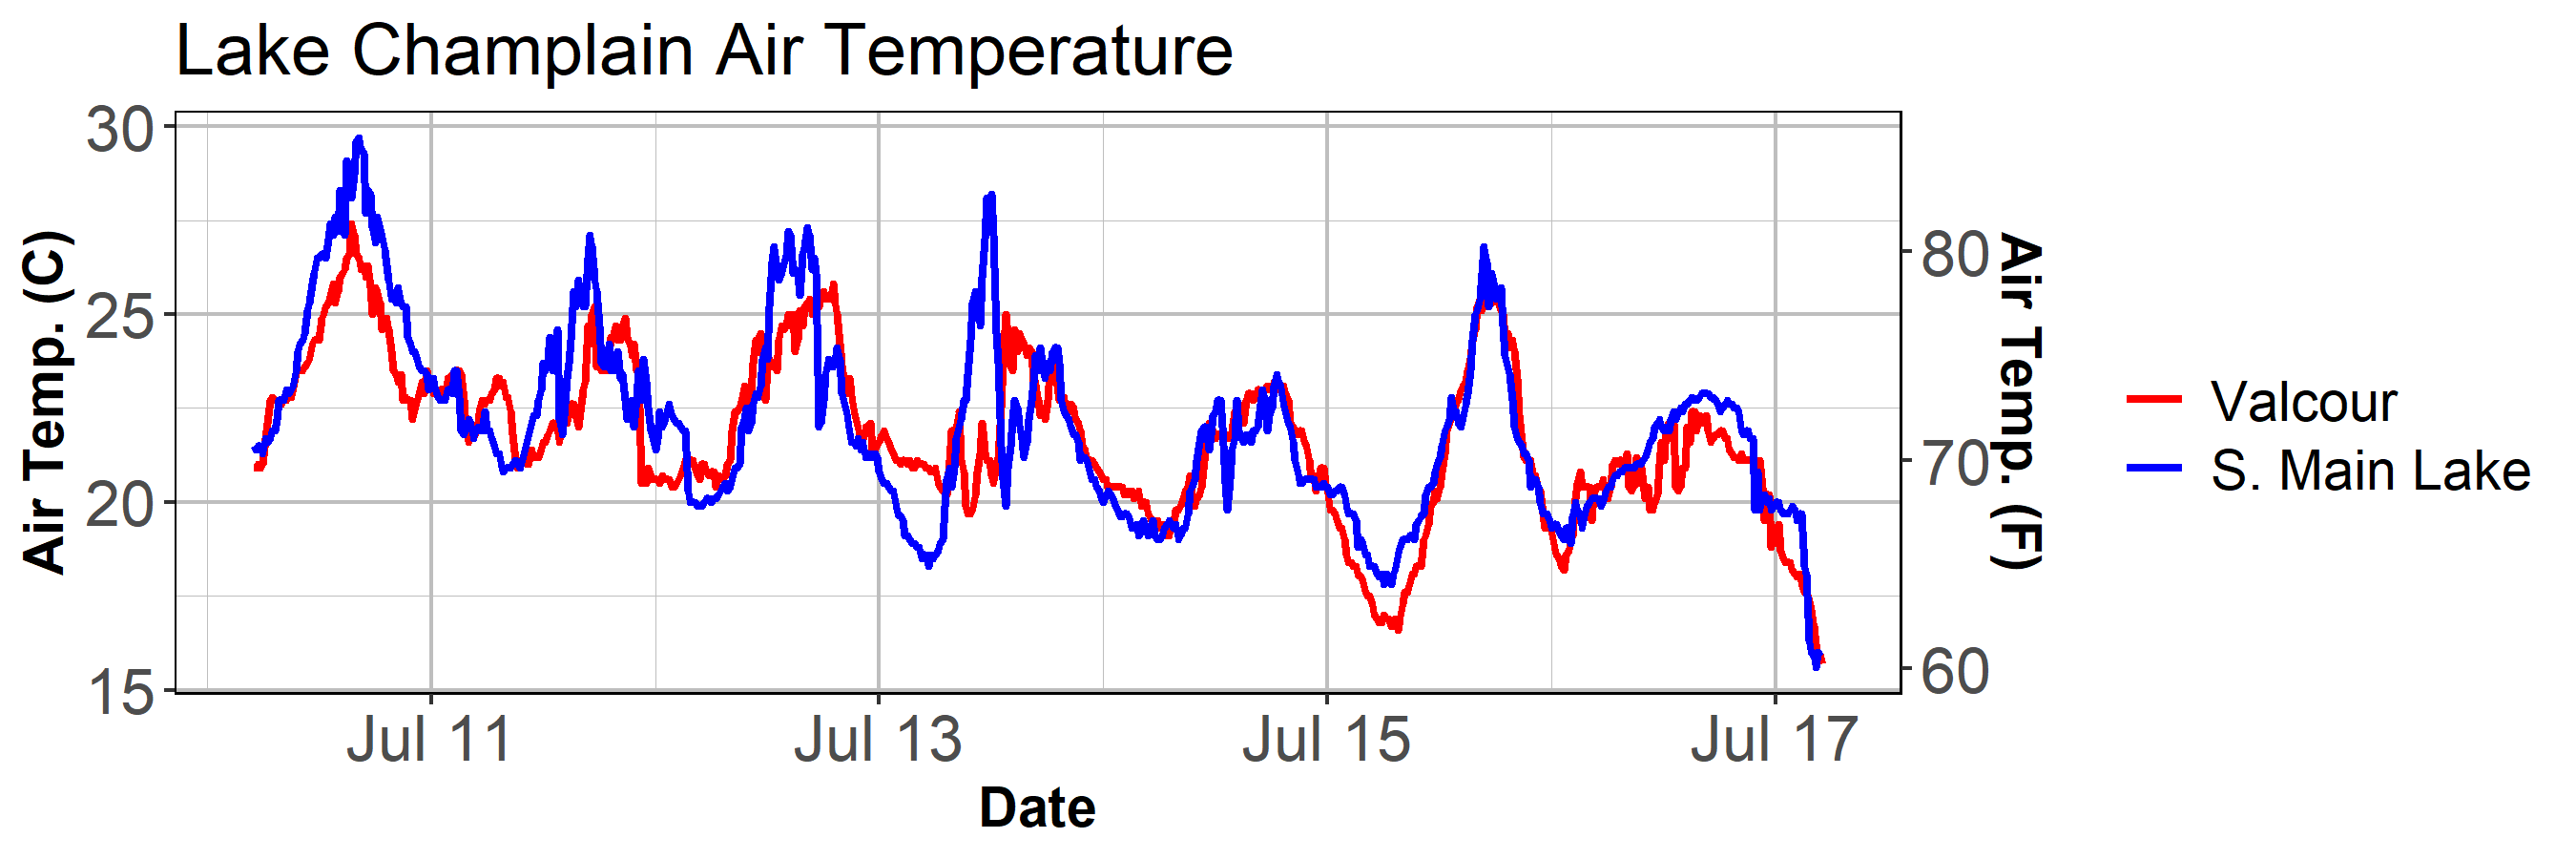 Lake Champlain Air Temperature
Air Temp. (C)
30
25
20
15
Jul 11
Jul 13
Jul 15
Jul 17
Date
80
70
60
Air Temp. (F)
Valcour
S. Main Lake